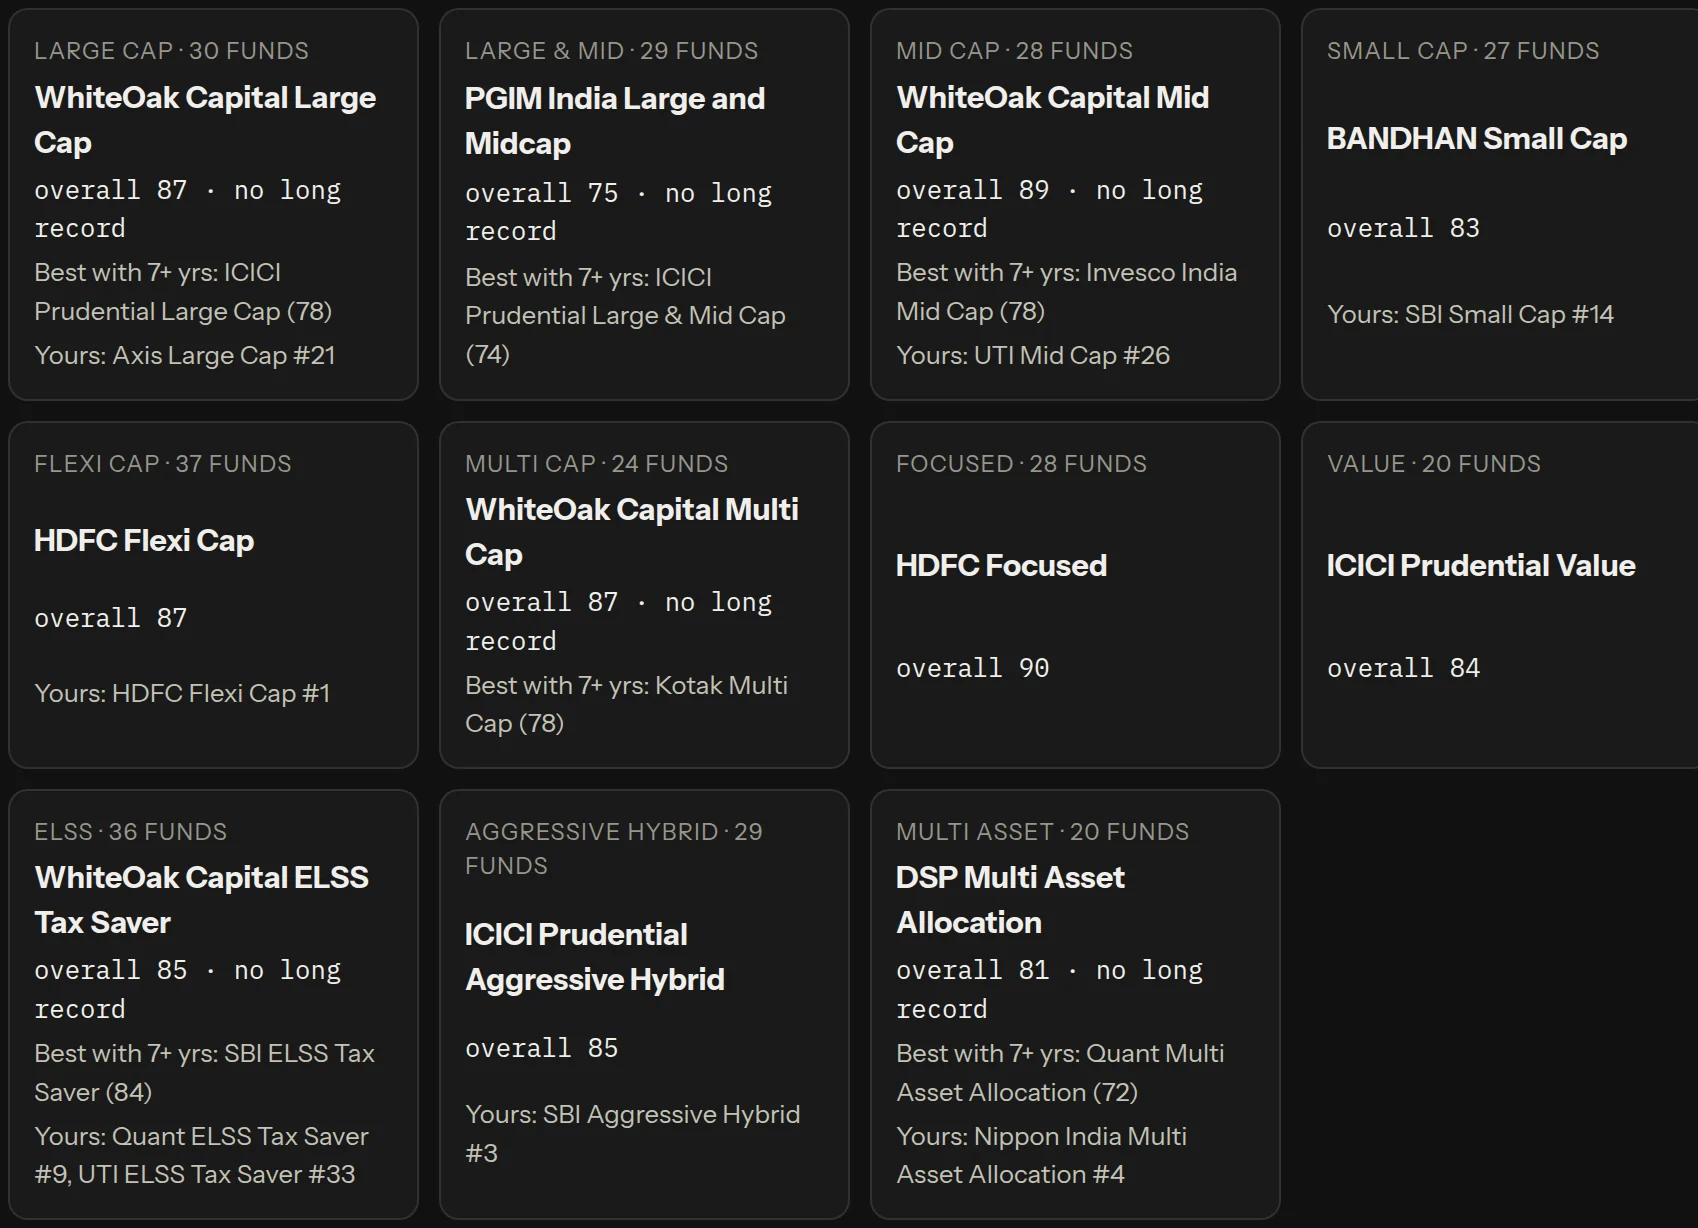 LARGE CAP · 30 FUNDS
WhiteOak Capital Large
Cap
overall 87 · no long
record
Best with 7+ yrs: ICICI
Prudential Large Cap (78)
Yours: Axis Large Cap #21
LARGE & MID · 29 FUNDS
PGIM India Large and
Midcap
overall 75 · no long
record
Best with 7+ yrs: ICICI
Prudential Large & Mid Cap
(74)
MID CAP · 28 FUNDS
WhiteOak Capital Mid
Cap
overall 89 · no long
record
Best with 7+ yrs: Invesco India
Mid Cap (78)
Yours: UTI Mid Cap #26
SMALL CAP · 27 FUNDS
BANDHAN Small Cap
overall 83
Yours: SBI Small Cap #14
FLEXI CAP · 37 FUNDS
HDFC Flexi Cap
overall 87
Yours: HDFC Flexi Cap #1
MULTI CAP · 24 FUNDS
WhiteOak Capital Multi
Cap
overall 87 · no long
record
Best with 7+ yrs: Kotak Multi
Cap (78)
FOCUSED · 28 FUNDS
HDFC Focused
overall 90
VALUE · 20 FUNDS
ICICI Prudential Value
overall 84
ELSS · 36 FUNDS
WhiteOak Capital ELSS
Tax Saver
overall 85 · no long
record
Best with 7+ yrs: SBI ELSS Tax
Saver (84)
Yours: Quant ELSS Tax Saver
#9, UTI ELSS Tax Saver #33
AGGRESSIVE HYBRID · 29
FUNDS
ICICI Prudential
Aggressive Hybrid
overall 85
Yours: SBI Aggressive Hybrid
#3
MULTI ASSET · 20 FUNDS
DSP Multi Asset
Allocation
overall 81 · no long
record
Best with 7+ yrs: Quant Multi
Asset Allocation (72)
Yours: Nippon India Multi
Asset Allocation #4